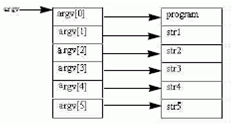 argv
argv[0] program
argv[1] str1
argv[2] str2
argv[3] str3
argv[4] str4
argv[5] str5